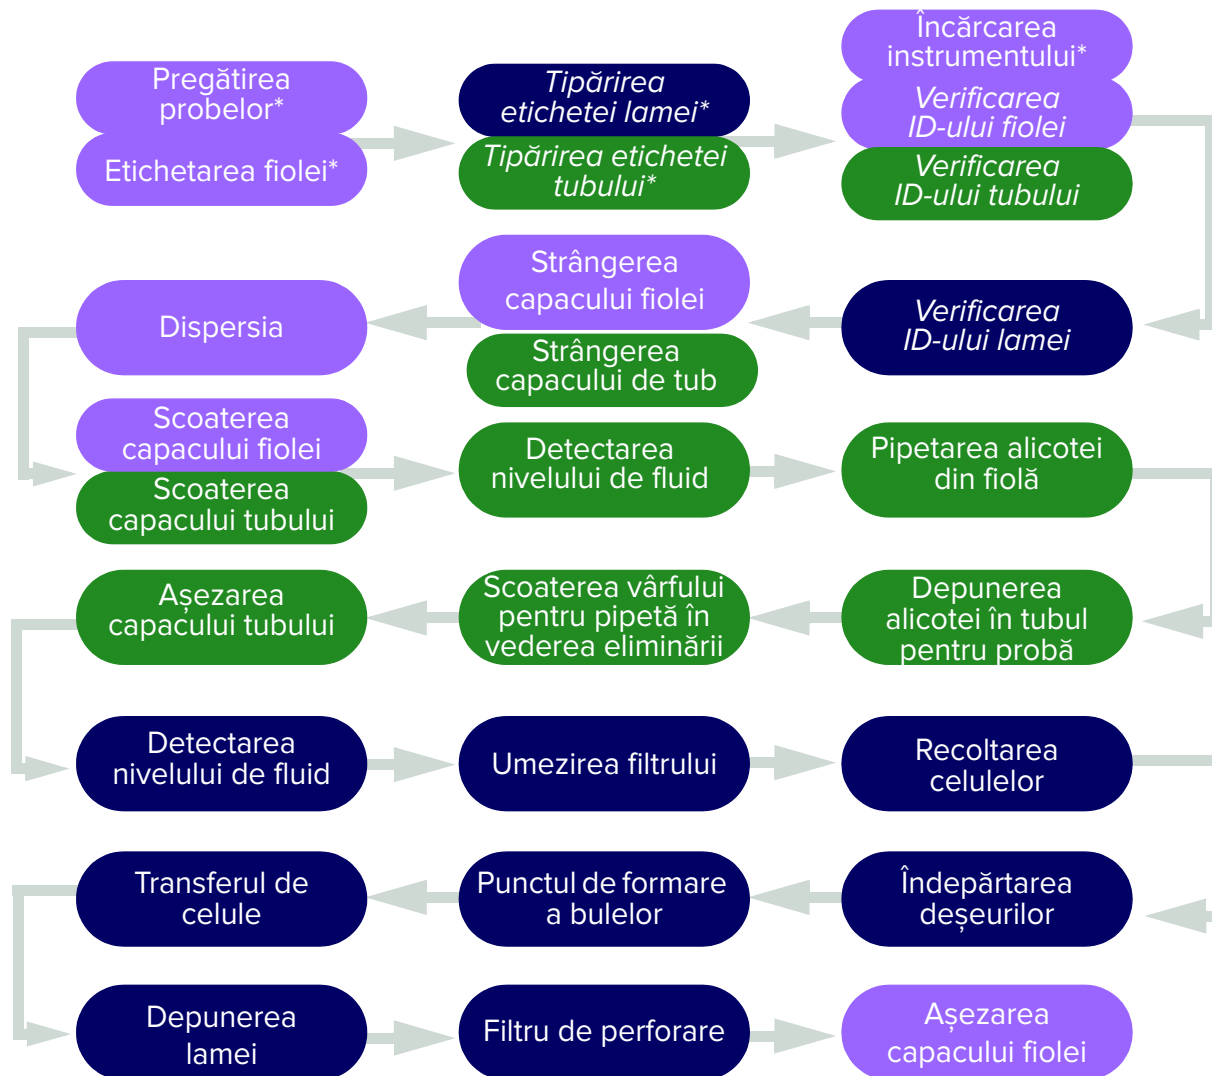 Pregătirea
probelor*
Etichetarea fiolei*
Tipărirea
etichetei lamei*
Tipărirea etichetei
tubului*
Încărcarea
instrumentului*
Verificarea
ID-ului fiolei
Verificarea
ID-ului tubului
Verificarea
ID-ului lamei
Strângerea
capacului fiolei
Strângerea
capacului de tub
Dispersia
Scoaterea
capacului fiolei
Scoaterea
capacului tubului
Detectarea
nivelului de fluid
Pipetarea alicotei
din fiolă
Depunerea
alicotei în tubul
pentru probă
Scoaterea vârfului
pentru pipetă în
vederea eliminării
Așezarea
capacului tubului
Detectarea
nivelului de fluid
Umezirea filtrului
Recoltarea
celulelor
Îndepărtarea
deșeurilor
Punctul de formare
a bulelor
Transferul de
celule
Depunerea
lamei
Filtru de perforare
Așezarea
capacului fiolei